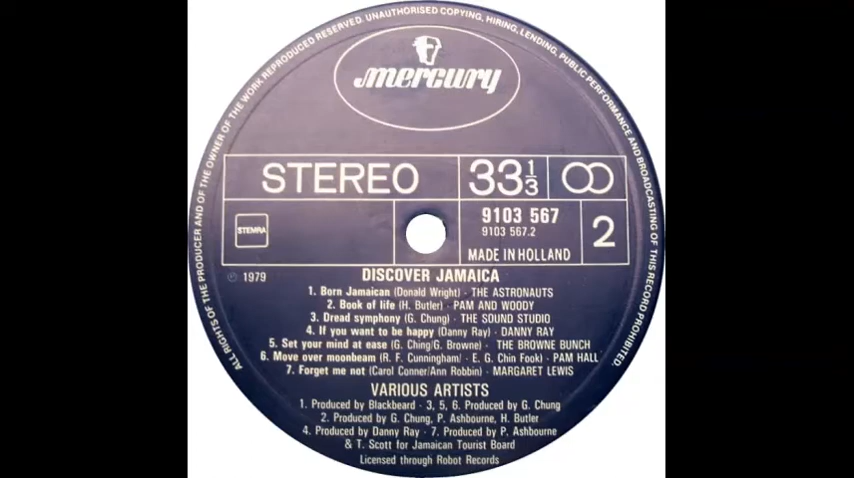 ALL RIGHTS OF THE PRODUCER AND OF THE OWNER OF THE WORK REPRODUCED RESERVED. UNAUTHORISED COPYING, HIRING, LENDING, PUBLIC PERFORMANCE AND BROADCASTING OF THIS RECORD PROHIBITED.
mercury
STEREO 33 1/3
9103 567
9103 567.2
2
STEMRA
MADE IN HOLLAND
℗ 1979
DISCOVER JAMAICA
1. Born Jamaican (Donald Wright) · THE ASTRONAUTS
2. Book of life (H. Butler) · PAM AND WOODY
3. Dread symphony (G. Chung) · THE SOUND STUDIO
4. If you want to be happy (Danny Ray) · DANNY RAY
5. Set your mind at ease (G. Ching/G. Browne) · THE BROWNE BUNCH
6. Move over moonbeam (R. F. Cunningham/ · E. G. Chin Fook) · PAM HALL
7. Forget me not (Carol Conner/Ann Robbin) · MARGARET LEWIS
VARIOUS ARTISTS
1. Produced by Blackbeard · 3, 5, 6. Produced by G. Chung
2. Produced by G. Chung, P. Ashbourne, H. Butler
4. Produced by Danny Ray · 7. Produced by P. Ashbourne
& T. Scott for Jamaican Tourist Board
Licensed through Robot Records